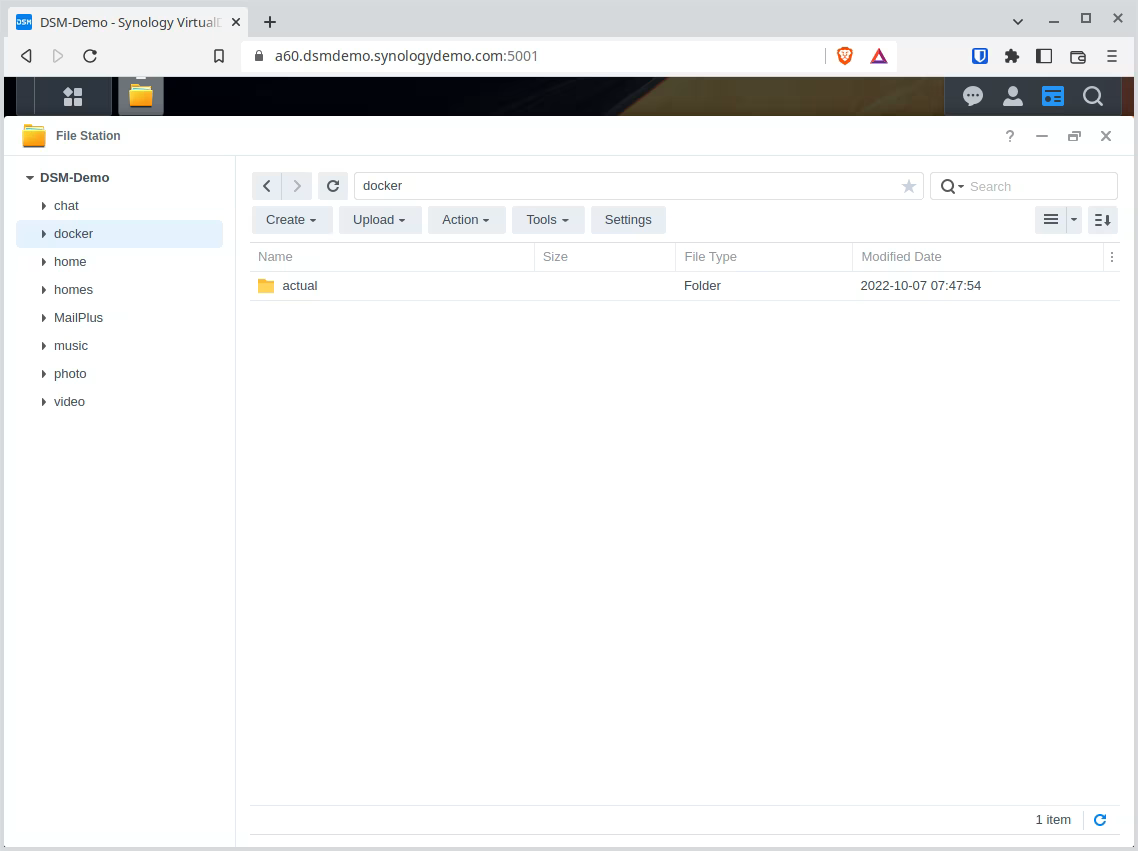 DSM
DSM-Demo - Synology VirtualD
a60.dsmdemo.synologydemo.com:5001
File Station
?
DSM-Demo
chat
docker
home
homes
MailPlus
music
photo
video
docker
Search
Create
Upload
Action
Tools
Settings
Name Size File Type Modified Date
actual Folder 2022-10-07 07:47:54
1 item